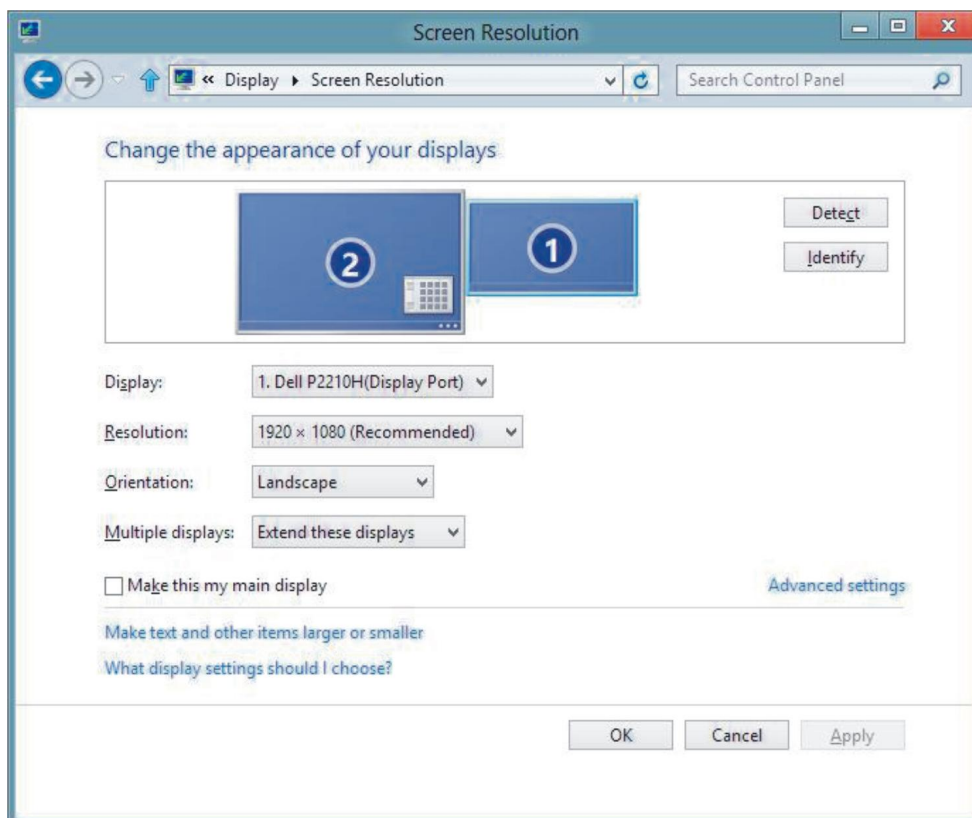 Screen Resolution
« Display Screen Resolution Search Control Panel
Change the appearance of your displays
2 1
Detect
Identify
Display: 1. Dell P2210H(Display Port)
Resolution: 1920 × 1080 (Recommended)
Orientation: Landscape
Multiple displays: Extend these displays
Make this my main display Advanced settings
Make text and other items larger or smaller
What display settings should I choose?
OK Cancel Apply